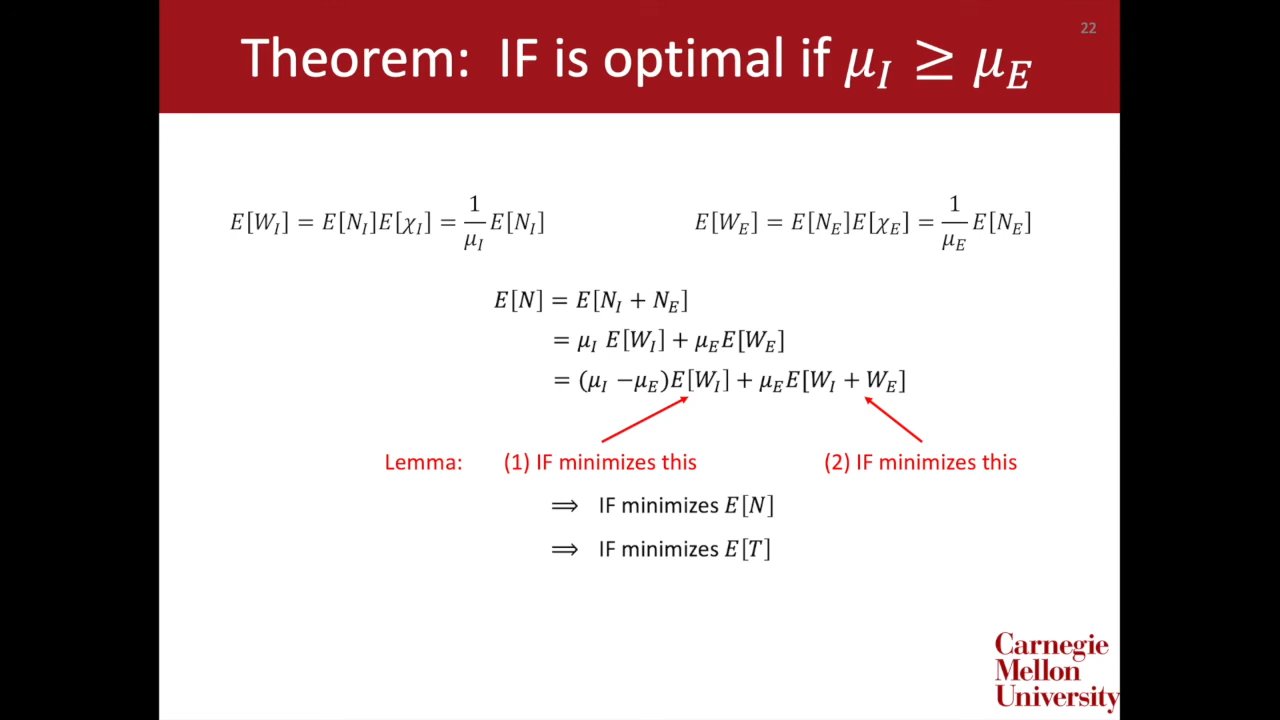 22
Theorem: IF is optimal if μ_I ≥ μ_E
E[W_I] = E[N_I]E[χ_I] = 1/μ_I E[N_I]
E[W_E] = E[N_E]E[χ_E] = 1/μ_E E[N_E]
E[N] = E[N_I + N_E]
= μ_I E[W_I] + μ_E E[W_E]
= (μ_I −μ_E)E[W_I] + μ_E E[W_I + W_E]
Lemma: (1) IF minimizes this (2) IF minimizes this
⟹ IF minimizes E[N]
⟹ IF minimizes E[T]
Carnegie
Mellon
University